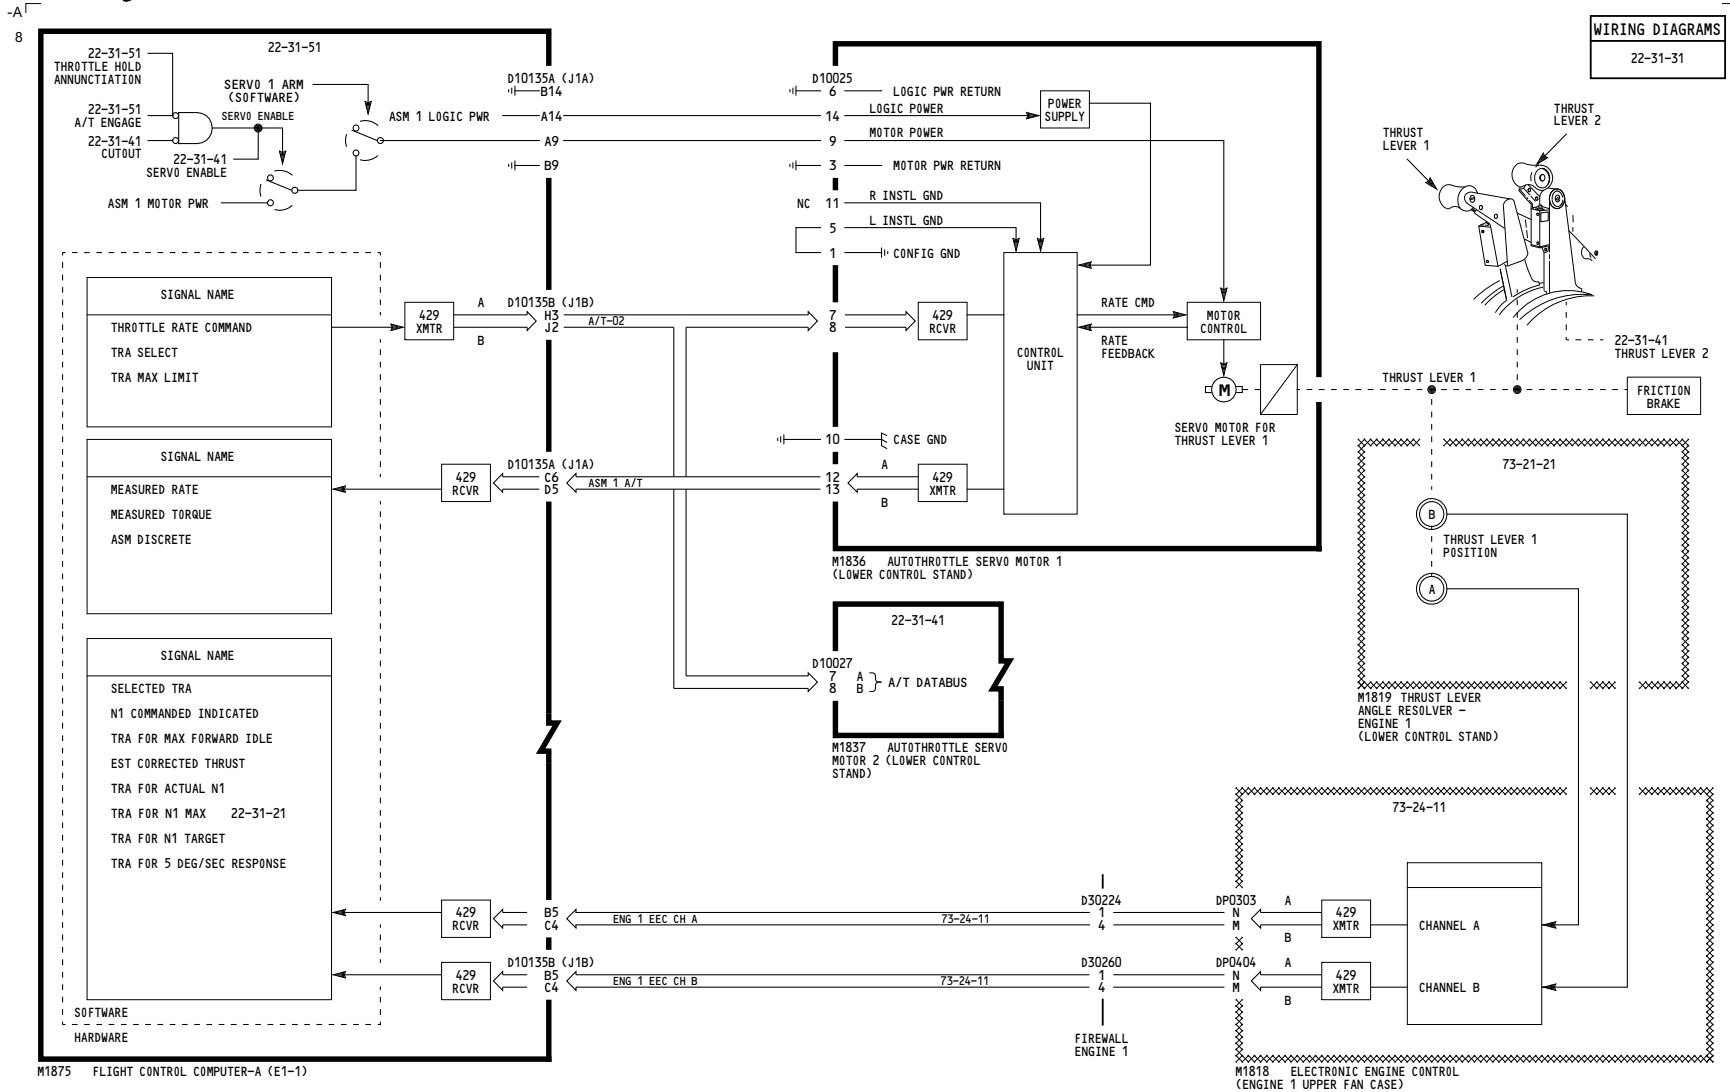 -A
8
WIRING DIAGRAMS
22-31-31
22-31-51
22-31-51
THROTTLE HOLD
ANNUNCTIATION
SERVO 1 ARM
(SOFTWARE)
22-31-51
A/T ENGAGE
SERVO ENABLE
22-31-41
CUTOUT
22-31-41
SERVO ENABLE
ASM 1 MOTOR PWR
ASM 1 LOGIC PWR
D10135A (J1A)
B14
A14
A9
B9
D10025
6
LOGIC PWR RETURN
14
LOGIC POWER
9
MOTOR POWER
3
MOTOR PWR RETURN
NC
11
R INSTL GND
5
L INSTL GND
1
CONFIG GND
POWER
SUPPLY
THRUST
LEVER 1
THRUST
LEVER 2
22-31-41
THRUST LEVER 2
SIGNAL NAME
THROTTLE RATE COMMAND
TRA SELECT
TRA MAX LIMIT
429
XMTR
A
B
D10135B (J1B)
H3
J2
A/T-02
7
8
429
RCVR
CONTROL
UNIT
RATE CMD
RATE
FEEDBACK
MOTOR
CONTROL
M
SERVO MOTOR FOR
THRUST LEVER 1
THRUST LEVER 1
FRICTION
BRAKE
SIGNAL NAME
MEASURED RATE
MEASURED TORQUE
ASM DISCRETE
429
RCVR
D10135A (J1A)
C6
D5
ASM 1 A/T
10
CASE GND
12
13
A
B
429
XMTR
M1836 AUTOTHROTTLE SERVO MOTOR 1
(LOWER CONTROL STAND)
73-21-21
B
THRUST LEVER 1
POSITION
A
M1819 THRUST LEVER
ANGLE RESOLVER -
ENGINE 1
(LOWER CONTROL STAND)
22-31-41
D10027
7
8
A
B
A/T DATABUS
M1837 AUTOTHROTTLE SERVO
MOTOR 2 (LOWER CONTROL
STAND)
SIGNAL NAME
SELECTED TRA
N1 COMMANDED INDICATED
TRA FOR MAX FORWARD IDLE
EST CORRECTED THRUST
TRA FOR ACTUAL N1
TRA FOR N1 MAX 22-31-21
TRA FOR N1 TARGET
TRA FOR 5 DEG/SEC RESPONSE
429
RCVR
B5
C4
ENG 1 EEC CH A
73-24-11
D30224
1
4
DP0303
N
M
A
B
429
XMTR
73-24-11
CHANNEL A
429
RCVR
D10135B (J1B)
B5
C4
ENG 1 EEC CH B
73-24-11
D30260
1
4
DP0404
N
M
A
B
429
XMTR
CHANNEL B
SOFTWARE
HARDWARE
FIREWALL
ENGINE 1
M1875 FLIGHT CONTROL COMPUTER-A (E1-1)
M1818 ELECTRONIC ENGINE CONTROL
(ENGINE 1 UPPER FAN CASE)